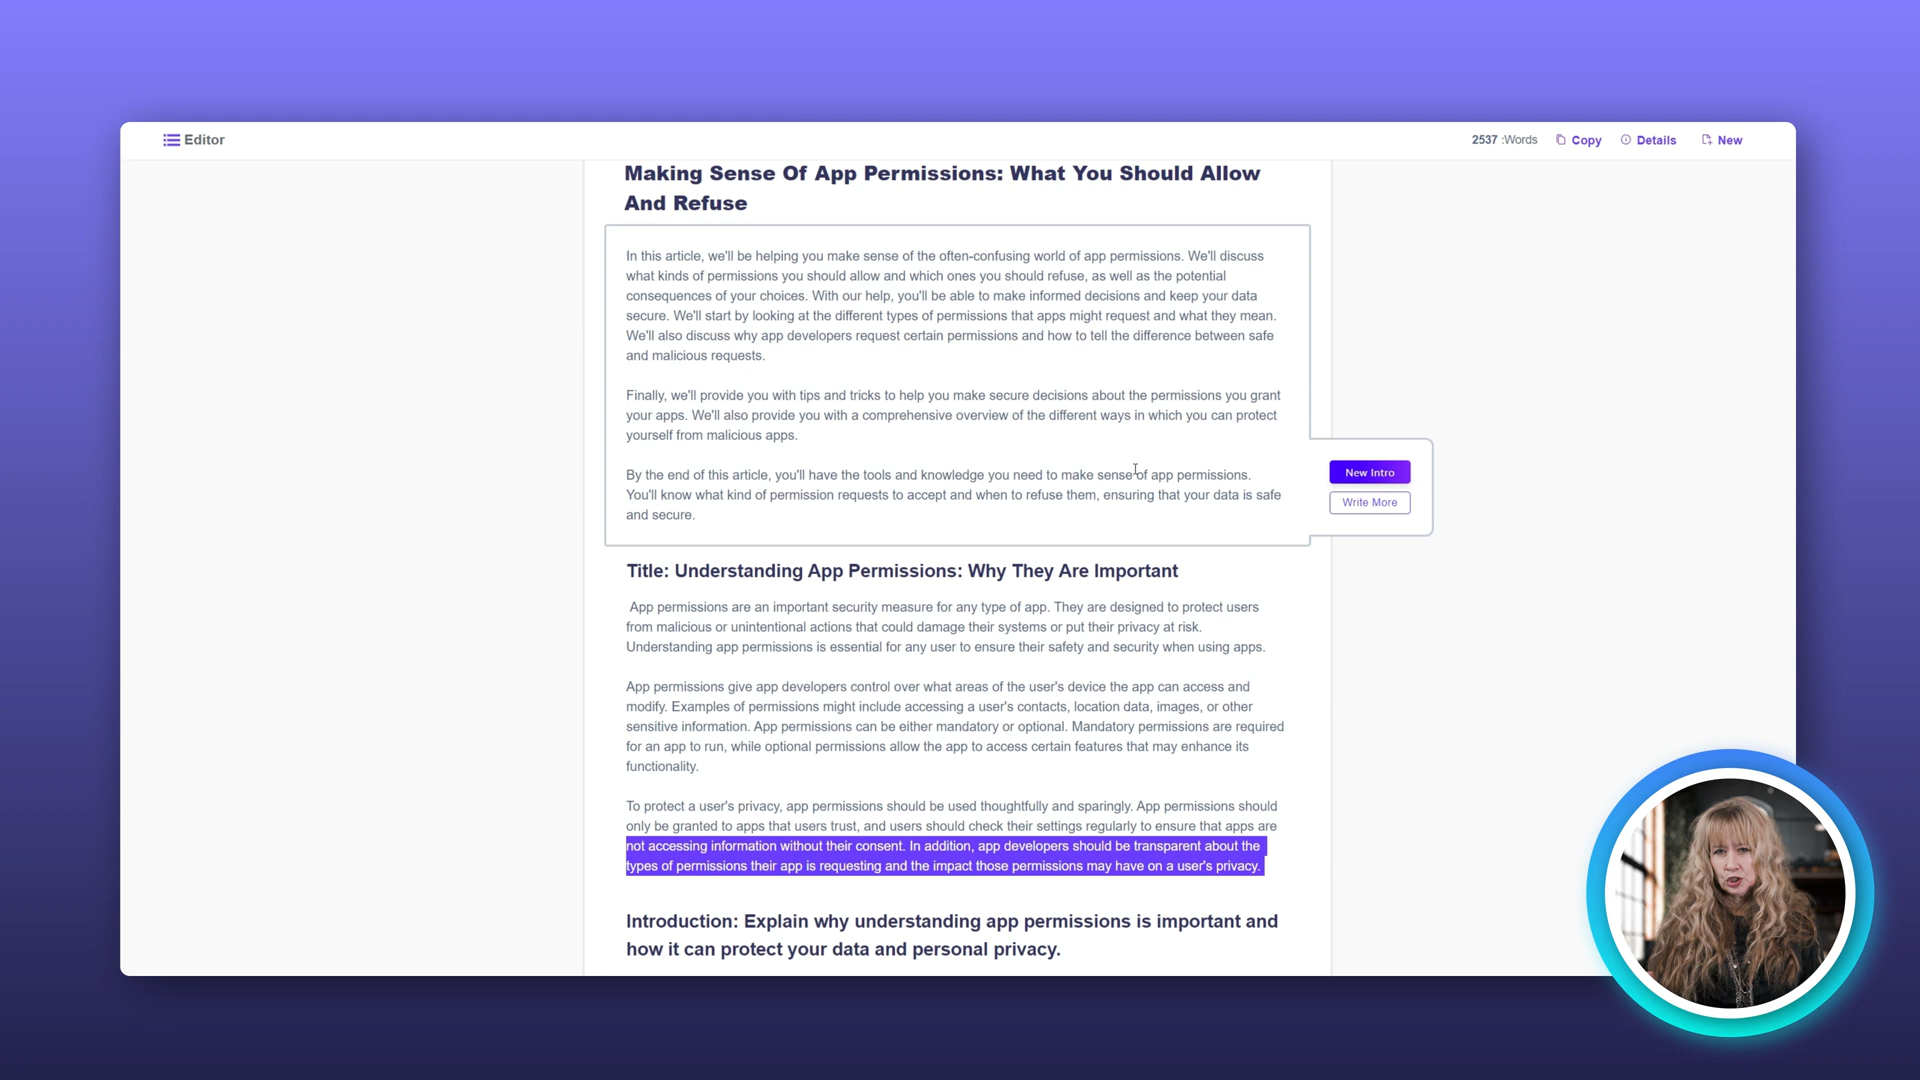 Editor
2537 :Words
Copy
Details
New
Making Sense Of App Permissions: What You Should Allow
And Refuse
In this article, we'll be helping you make sense of the often-confusing world of app permissions. We'll discuss
what kinds of permissions you should allow and which ones you should refuse, as well as the potential
consequences of your choices. With our help, you'll be able to make informed decisions and keep your data
secure. We'll start by looking at the different types of permissions that apps might request and what they mean.
We'll also discuss why app developers request certain permissions and how to tell the difference between safe
and malicious requests.
Finally, we'll provide you with tips and tricks to help you make secure decisions about the permissions you grant
your apps. We'll also provide you with a comprehensive overview of the different ways in which you can protect
yourself from malicious apps.
By the end of this article, you'll have the tools and knowledge you need to make sense of app permissions.
You'll know what kind of permission requests to accept and when to refuse them, ensuring that your data is safe
and secure.
New Intro
Write More
Title: Understanding App Permissions: Why They Are Important
App permissions are an important security measure for any type of app. They are designed to protect users
from malicious or unintentional actions that could damage their systems or put their privacy at risk.
Understanding app permissions is essential for any user to ensure their safety and security when using apps.
App permissions give app developers control over what areas of the user's device the app can access and
modify. Examples of permissions might include accessing a user's contacts, location data, images, or other
sensitive information. App permissions can be either mandatory or optional. Mandatory permissions are required
for an app to run, while optional permissions allow the app to access certain features that may enhance its
functionality.
To protect a user's privacy, app permissions should be used thoughtfully and sparingly. App permissions should
only be granted to apps that users trust, and users should check their settings regularly to ensure that apps are
not accessing information without their consent. In addition, app developers should be transparent about the
types of permissions their app is requesting and the impact those permissions may have on a user's privacy.
Introduction: Explain why understanding app permissions is important and
how it can protect your data and personal privacy.